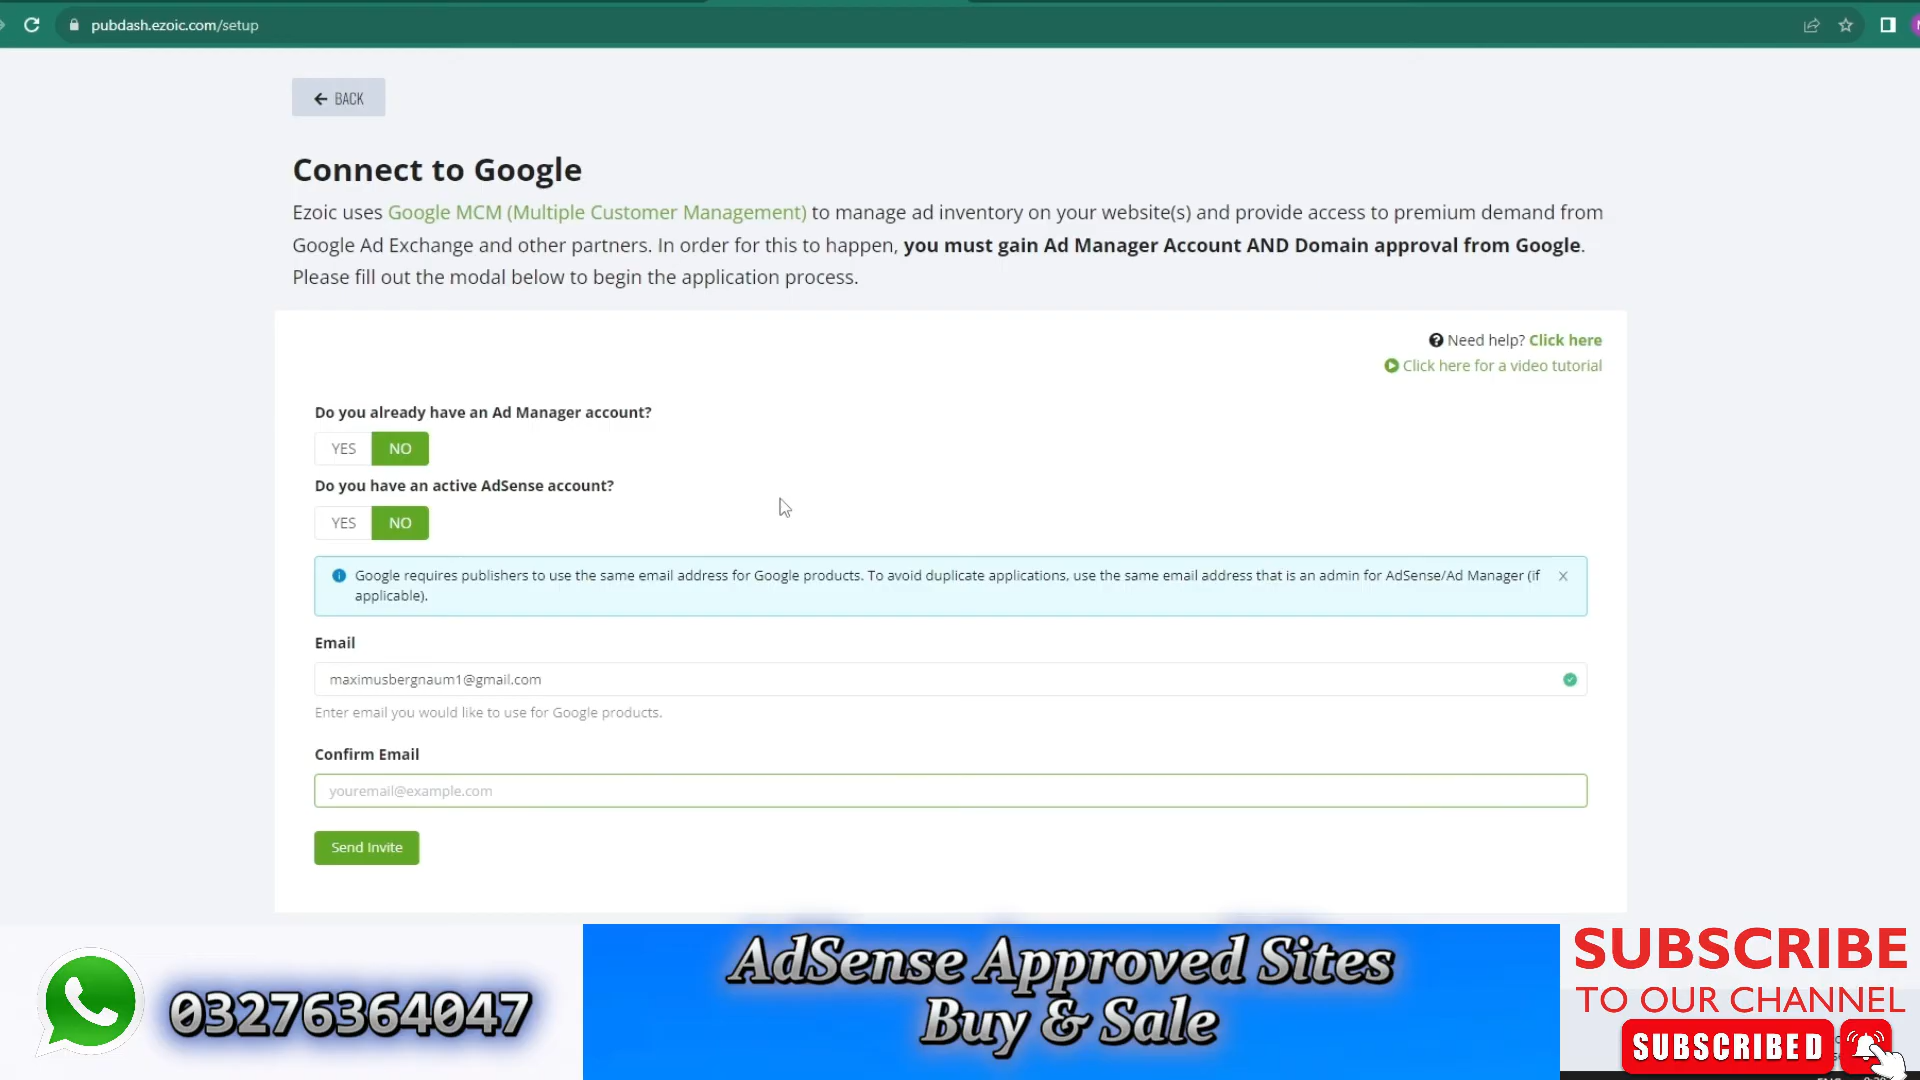 pubdash.ezoic.com/setup
BACK
Connect to Google
Ezoic uses Google MCM (Multiple Customer Management) to manage ad inventory on your website(s) and provide access to premium demand from
Google Ad Exchange and other partners. In order for this to happen, you must gain Ad Manager Account AND Domain approval from Google.
Please fill out the modal below to begin the application process.
Need help? Click here
Click here for a video tutorial
Do you already have an Ad Manager account?
YES NO
Do you have an active AdSense account?
YES NO
Google requires publishers to use the same email address for Google products. To avoid duplicate applications, use the same email address that is an admin for AdSense/Ad Manager (if
applicable).
Email
maximusbergnaum1@gmail.com
Enter email you would like to use for Google products.
Confirm Email
youremail@example.com
Send Invite
03276364047
AdSense Approved Sites
Buy & Sale
SUBSCRIBE
TO OUR CHANNEL
SUBSCRIBED